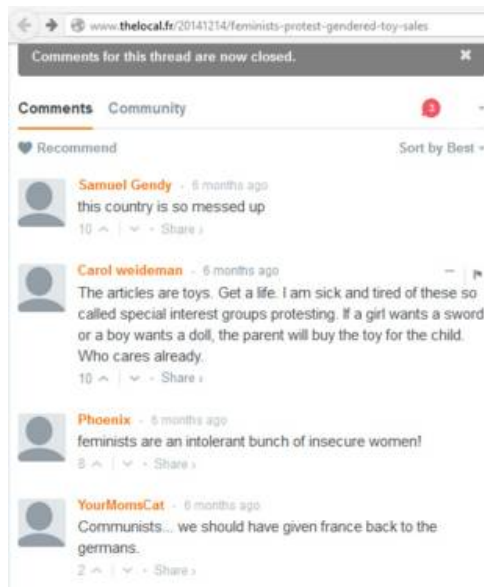 www.thelocal.fr/20141214/feminists-protest-gendered-toy-sales
Comments for this thread are now closed.
Comments Community
3
Recommend
Sort by Best
Samuel Gendy · 6 months ago
this country is so messed up
10 Share ›
Carol weideman · 6 months ago
The articles are toys. Get a life. I am sick and tired of these so
called special interest groups protesting. If a girl wants a sword
or a boy wants a doll, the parent will buy the toy for the child.
Who cares already.
10 Share ›
Phoenix · 6 months ago
feminists are an intolerant bunch of insecure women!
8 Share ›
YourMomsCat · 6 months ago
Communists... we should have given france back to the
germans.
2 Share ›